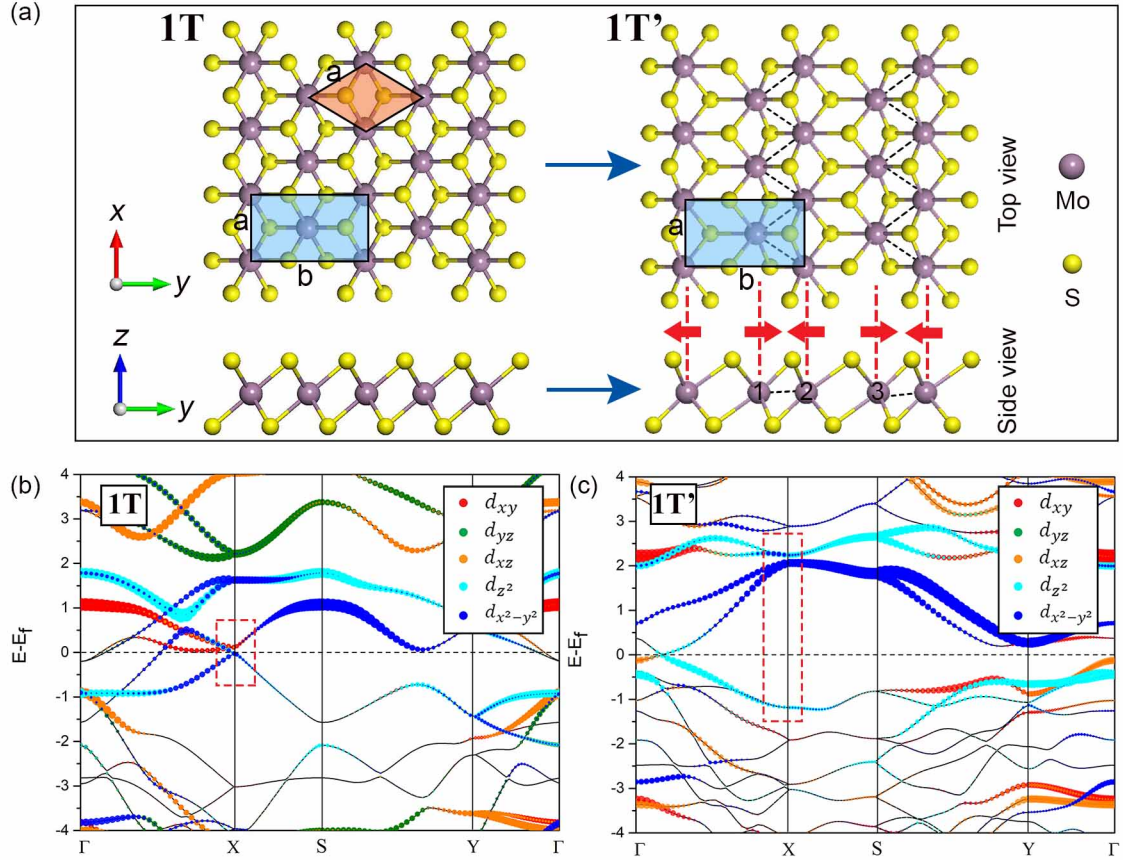 (a)
1T
1T'
a
a
b
a
b
x
y
z
y
1
2
3
Top view
Side view
Mo
S
(b)
1T
d_xy
d_yz
d_xz
d_z²
d_x²−y²
E-E_f
4
3
2
1
0
-1
-2
-3
-4
Γ X S Y Γ
(c)
1T'
d_xy
d_yz
d_xz
d_z²
d_x²−y²
E-E_f
4
3
2
1
0
-1
-2
-3
-4
Γ X S Y Γ